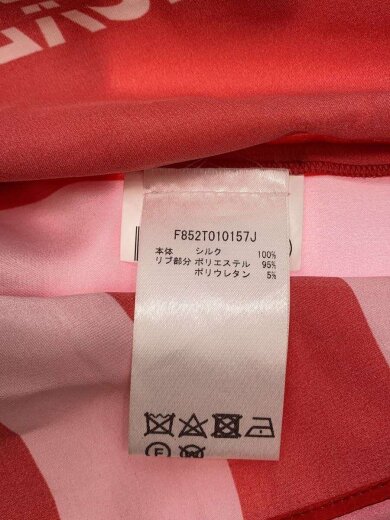 F852T010157J
本体 シルク 100%
リブ部分 ポリエステル 95%
ポリウレタン 5%
F W